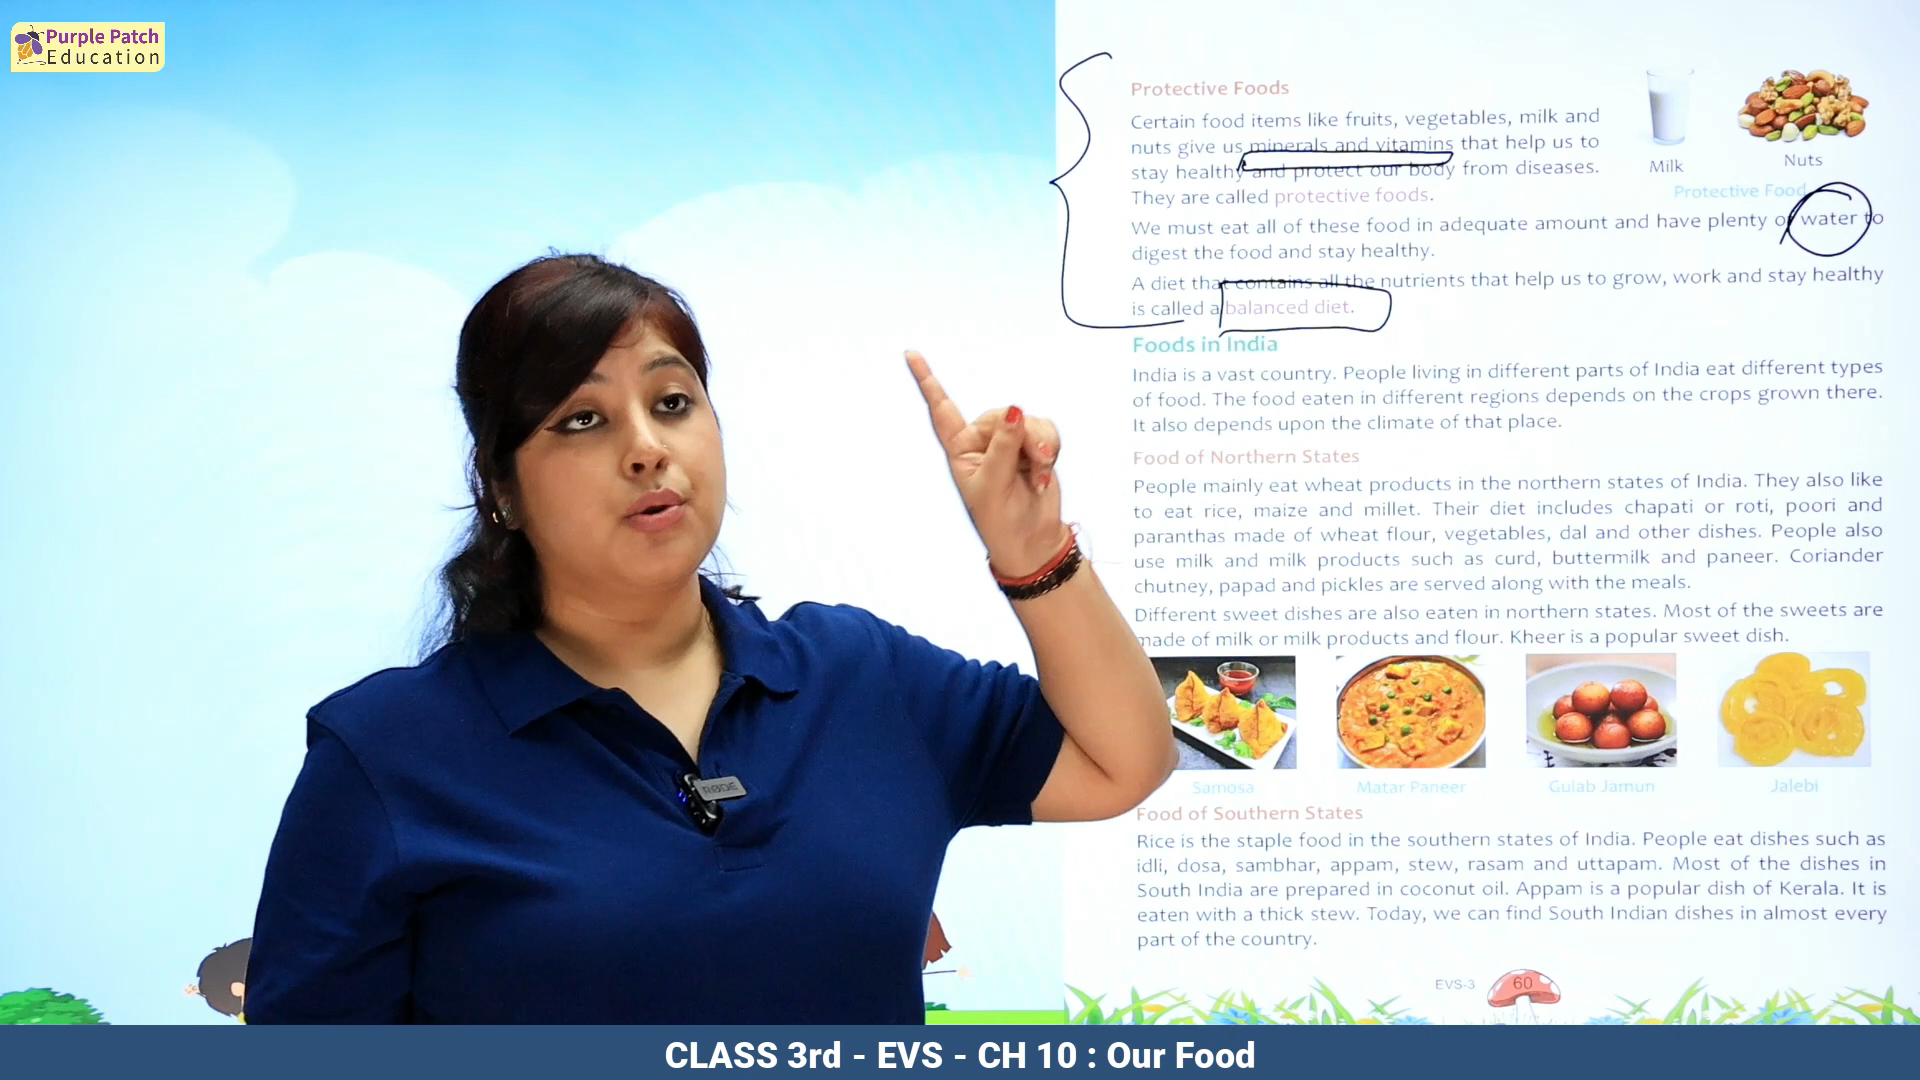 Purple Patch
Education
Protective Foods
Certain food items like fruits, vegetables, milk and
nuts give us minerals and vitamins that help us to
stay healthy and protect our body from diseases.
They are called protective foods.
Milk
Nuts
Protective Food
We must eat all of these food in adequate amount and have plenty of water to
digest the food and stay healthy.
A diet that contains all the nutrients that help us to grow, work and stay healthy
is called a balanced diet.
Foods in India
India is a vast country. People living in different parts of India eat different types
of food. The food eaten in different regions depends on the crops grown there.
It also depends upon the climate of that place.
Food of Northern States
People mainly eat wheat products in the northern states of India. They also like
to eat rice, maize and millet. Their diet includes chapati or roti, poori and
paranthas made of wheat flour, vegetables, dal and other dishes. People also
use milk and milk products such as curd, buttermilk and paneer. Coriander
chutney, papad and pickles are served along with the meals.
Different sweet dishes are also eaten in northern states. Most of the sweets are
made of milk or milk products and flour. Kheer is a popular sweet dish.
Samosa Matar Paneer Gulab Jamun Jalebi
Food of Southern States
Rice is the staple food in the southern states of India. People eat dishes such as
idli, dosa, sambhar, appam, stew, rasam and uttapam. Most of the dishes in
South India are prepared in coconut oil. Appam is a popular dish of Kerala. It is
eaten with a thick stew. Today, we can find South Indian dishes in almost every
part of the country.
EVS-3 60
RØDE
CLASS 3rd - EVS - CH 10 : Our Food